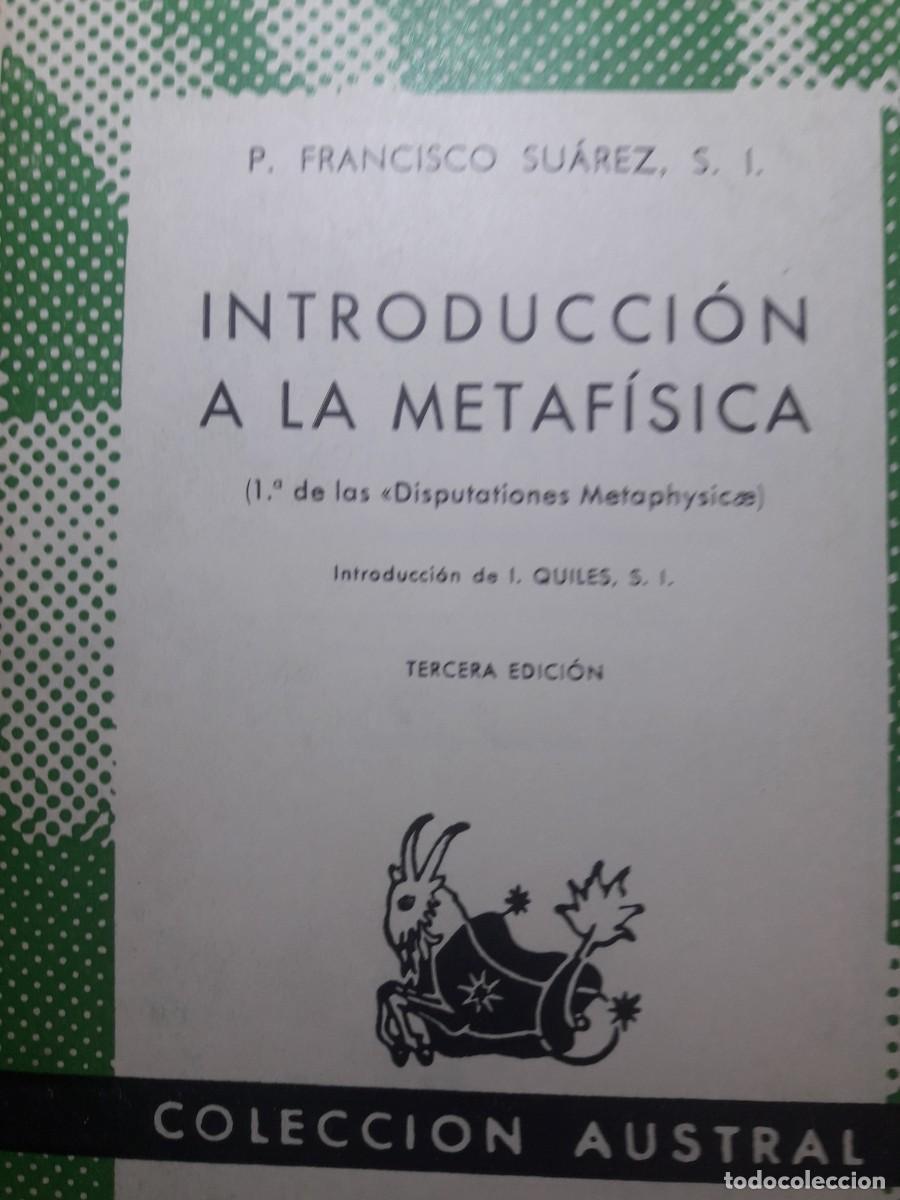 P. FRANCISCO SUÁREZ, S. I.
INTRODUCCIÓN
A LA METAFÍSICA
(1.ª de las «Disputationes Metaphysicæ)
Introducción de I. QUILES, S. I.
TERCERA EDICIÓN
COLECCION AUSTRAL
todocoleccion